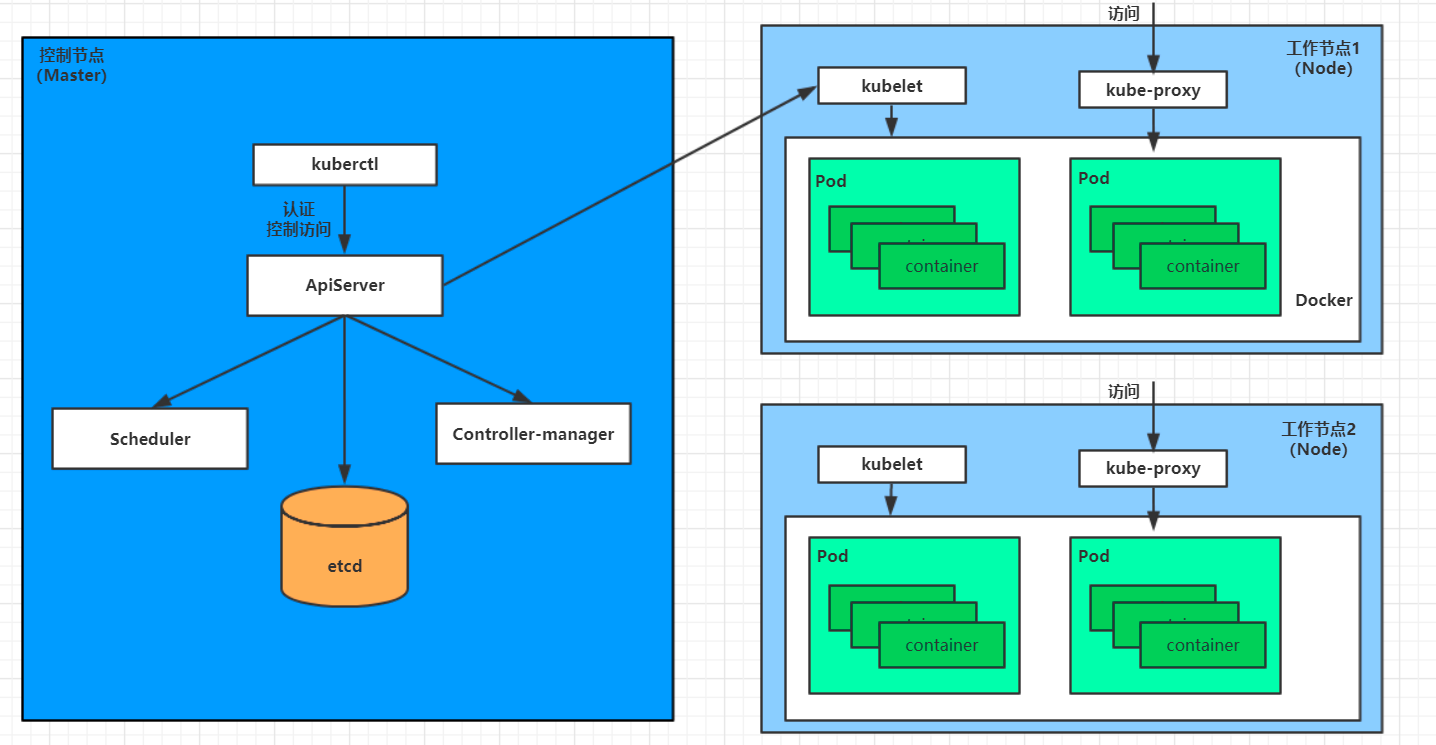 控制节点
（Master）
kuberctl
认证
控制访问
ApiServer
Scheduler
Controller-manager
etcd
访问
工作节点1
（Node）
kubelet
kube-proxy
Pod
container
Pod
container
Docker
访问
工作节点2
（Node）
kubelet
kube-proxy
Pod
container
Pod
container